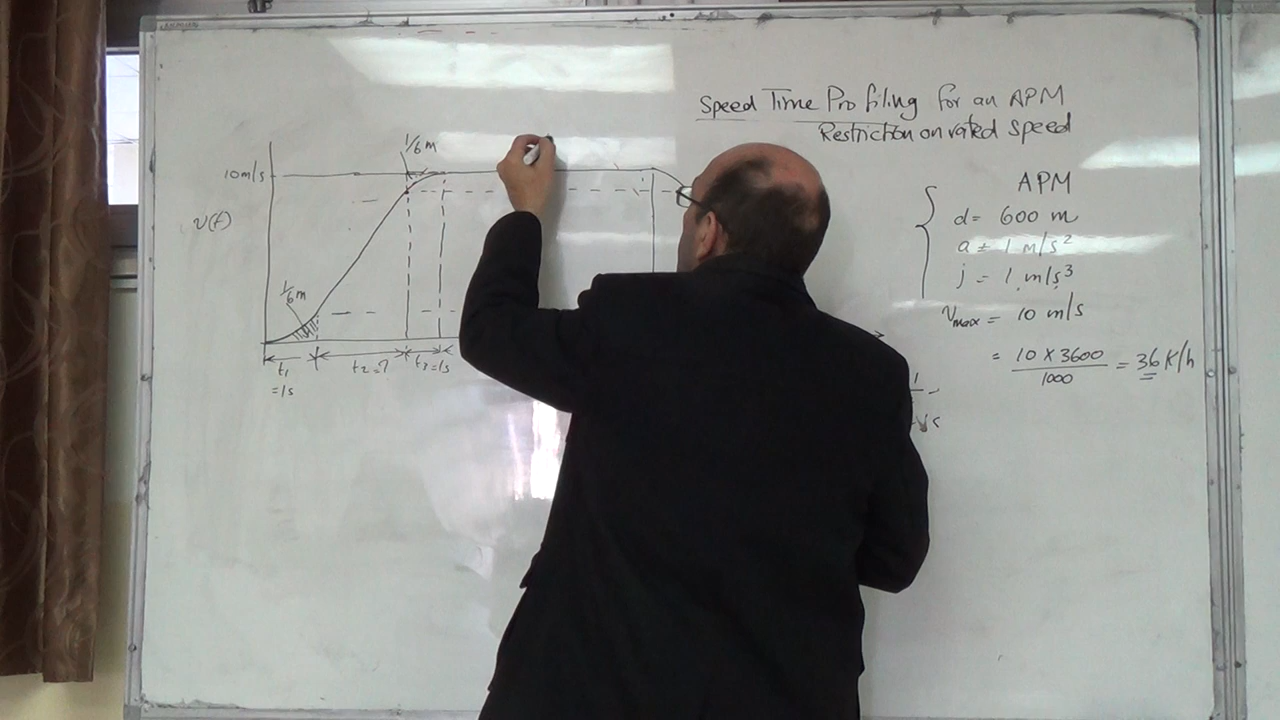 Speed Time Profiling for an APM
Restriction on rated Speed
1/6 m
10 m/s
v(t)
1/6 m
t1
= 1s
t2 = ?
t3 = 1s
APM
d = 600 m
a = 1 m/s²
j = 1 m/s³
Vmax = 10 m/s
= 10 X 3600 / 1000 = 36 K/h